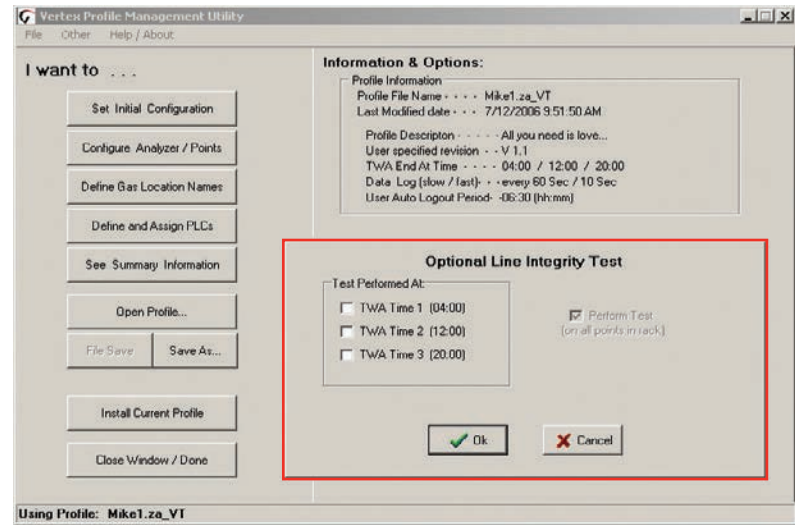 Vertex Profile Management Utility
File Other Help / About
I want to . . .
Set Initial Configuration
Configure Analyzer / Points
Define Gas Location Names
Define and Assign PLCs
See Summary Information
Open Profile...
File Save Save As...
Install Current Profile
Close Window / Done
Information & Options:
Profile Information
Profile File Name - - - - Mike1.za_VT
Last Modified date - - - 7/12/2006 9:51:50 AM
Profile Descripton - - - - - All you need is love...
User specified revision - - V 1.1
TWA End At Time - - - - 04:00 / 12:00 / 20:00
Data Log (slow / fast)- - - every 60 Sec / 10 Sec
User Auto Logout Period- -06:30 (hh:mm)
Optional Line Integrity Test
Test Performed At:
TWA Time 1 (04:00)
TWA Time 2 (12:00)
TWA Time 3 (20:00)
Perform Test
(on all points in rack)
Ok Cancel
Using Profile: Mike1.za_VT